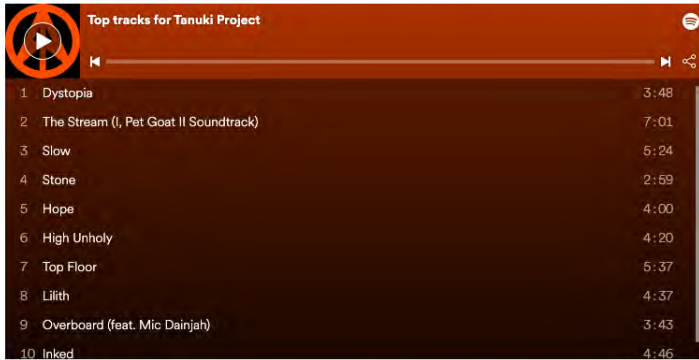 Top tracks for Tanuki Project
1 Dystopia 3:48
2 The Stream (I, Pet Goat II Soundtrack) 7:01
3 Slow 5:24
4 Stone 2:59
5 Hope 4:00
6 High Unholy 4:20
7 Top Floor 5:37
8 Lilith 4:37
9 Overboard (feat. Mic Dainjah) 3:43
10 Inked 4:46